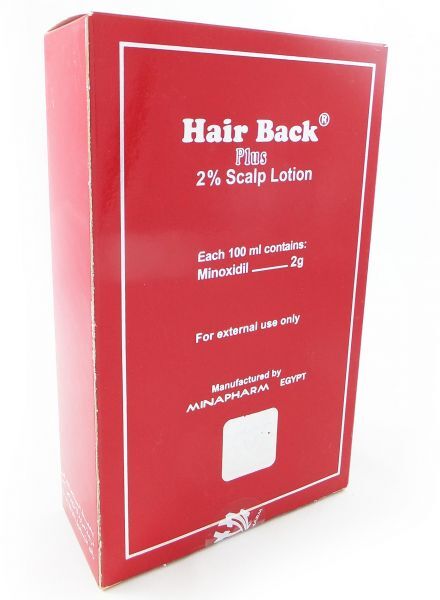 Hair Back®
Plus
2% Scalp Lotion
Each 100 ml contains:
Minoxidil ——— 2g
For external use only
Manufactured by
MINAPHARM EGYPT